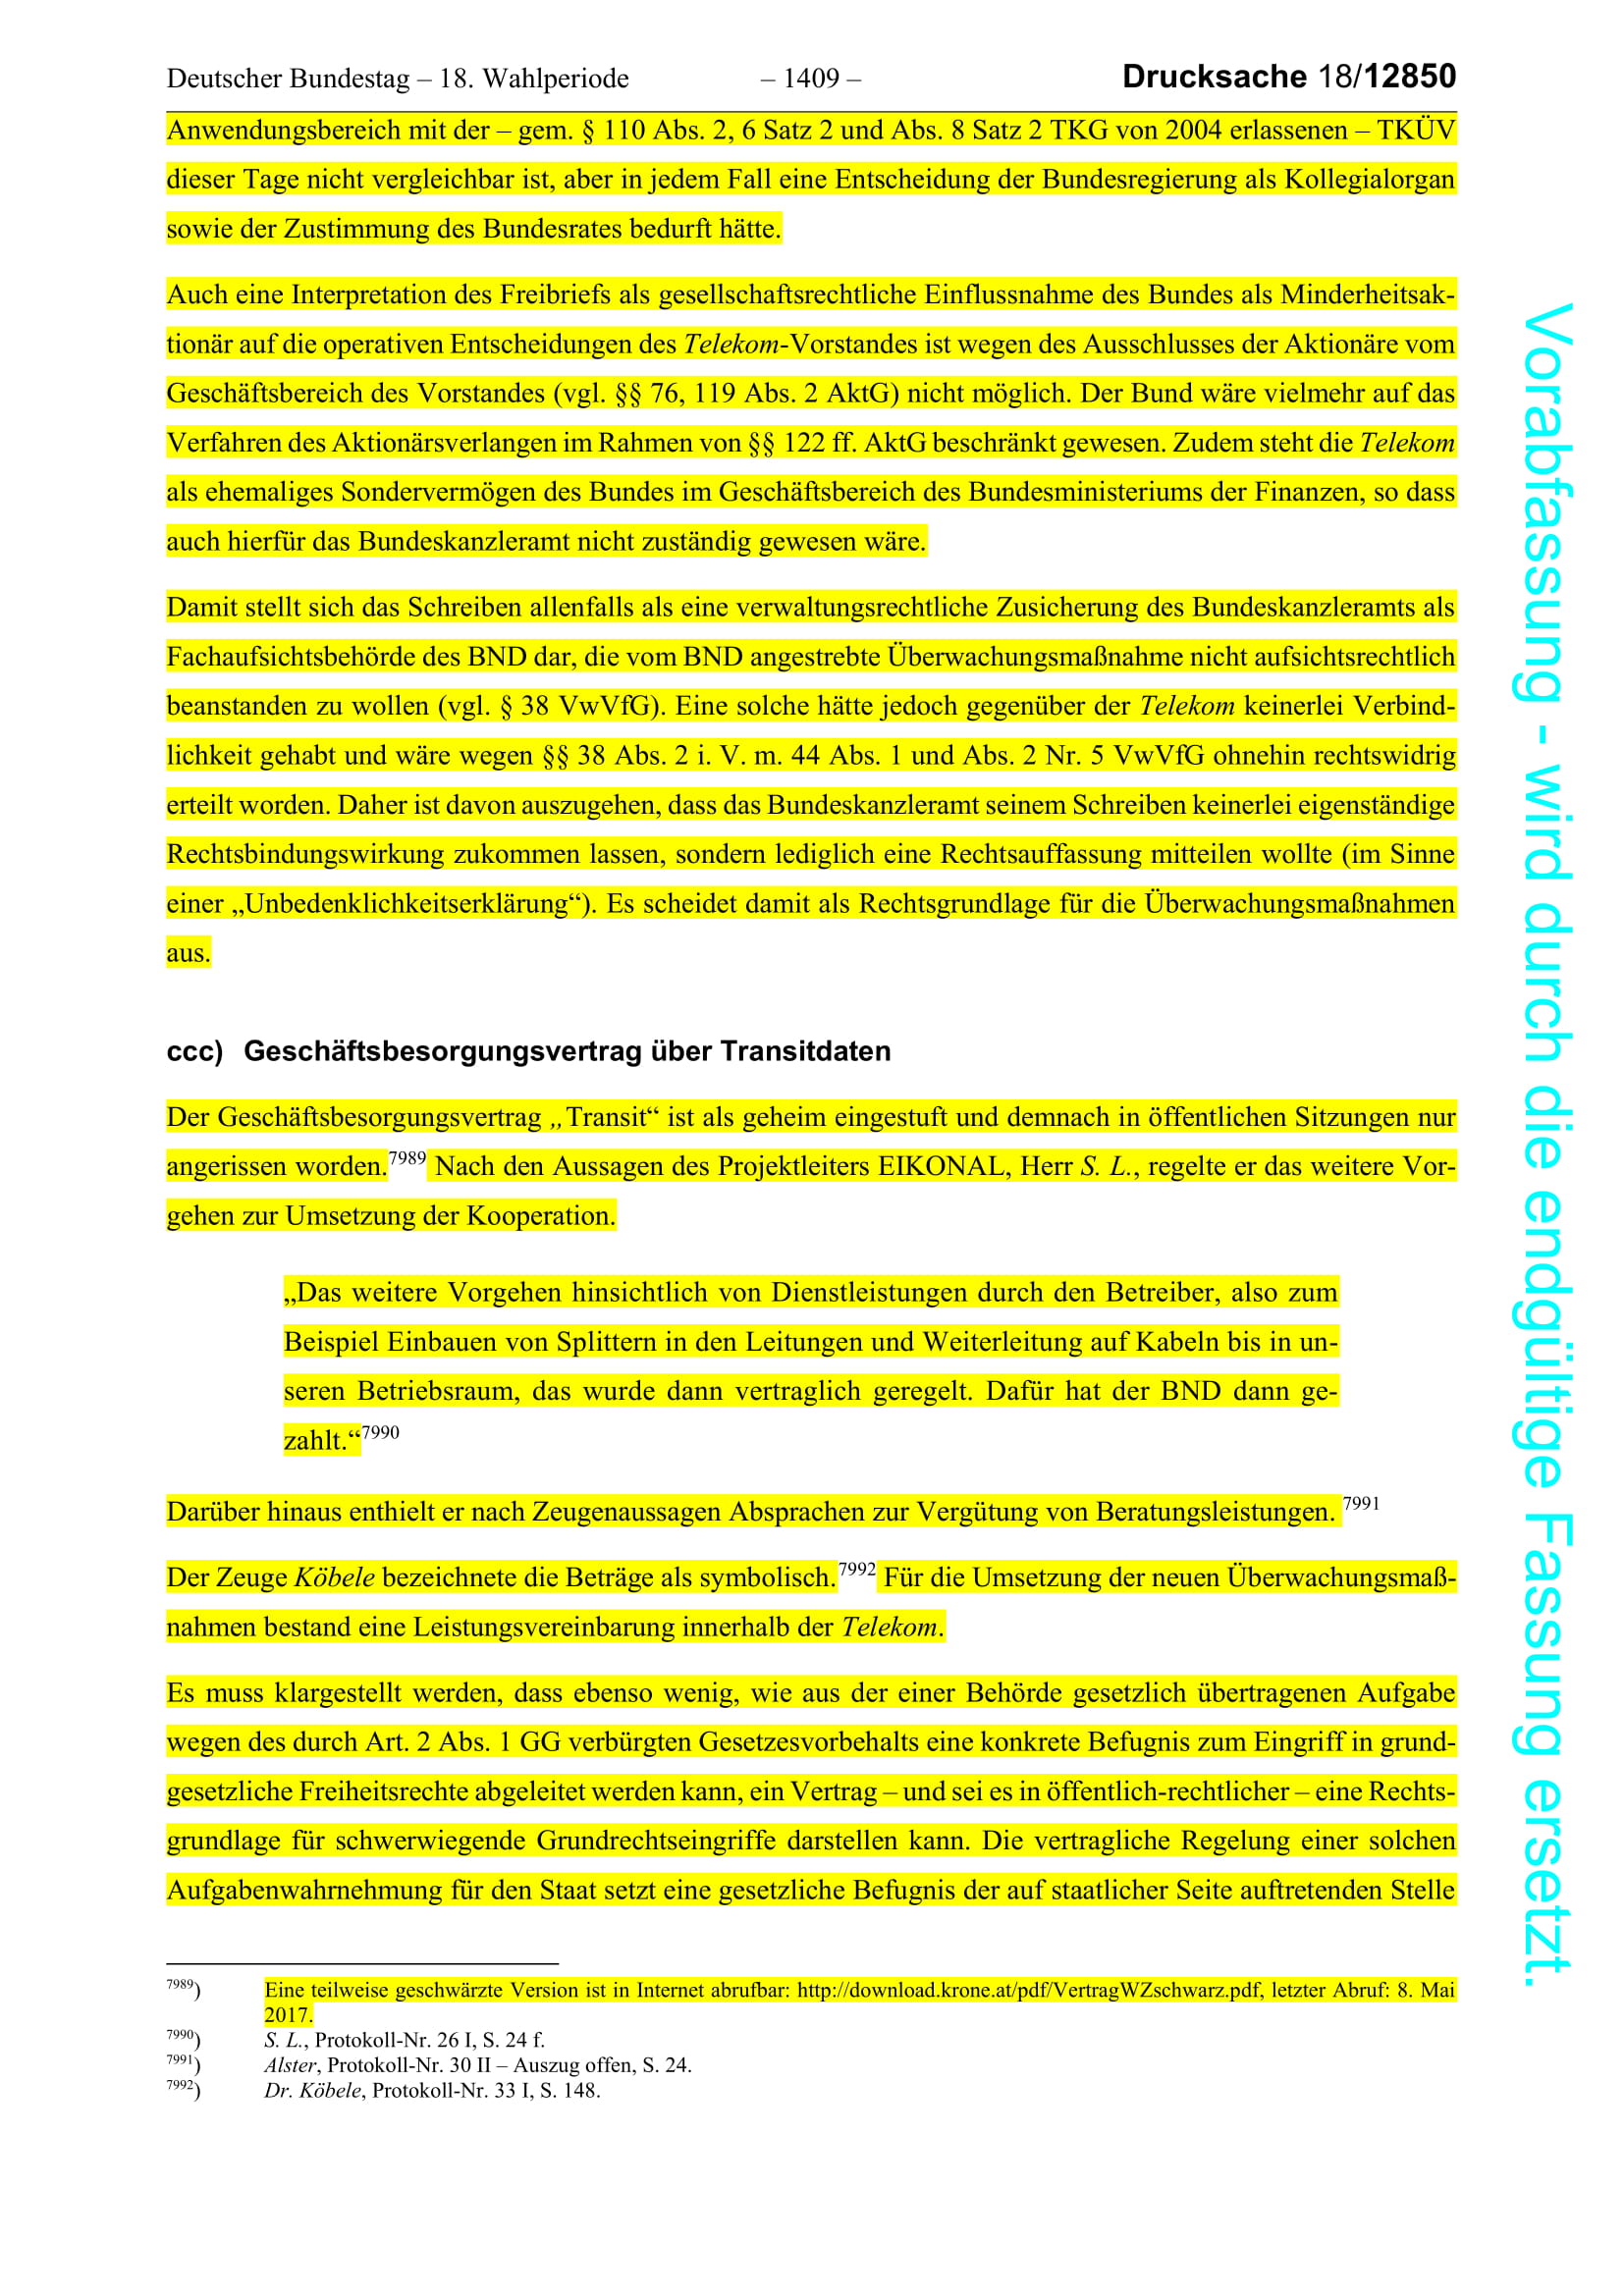 Deutscher Bundestag – 18. Wahlperiode – 1409 – Drucksache 18/12850
Anwendungsbereich mit der – gem. § 110 Abs. 2, 6 Satz 2 und Abs. 8 Satz 2 TKG von 2004 erlassenen – TKÜV
dieser Tage nicht vergleichbar ist, aber in jedem Fall eine Entscheidung der Bundesregierung als Kollegialorgan
sowie der Zustimmung des Bundesrates bedurft hätte.
Auch eine Interpretation des Freibriefs als gesellschaftsrechtliche Einflussnahme des Bundes als Minderheitsak-
tionär auf die operativen Entscheidungen des Telekom-Vorstandes ist wegen des Ausschlusses der Aktionäre vom
Geschäftsbereich des Vorstandes (vgl. §§ 76, 119 Abs. 2 AktG) nicht möglich. Der Bund wäre vielmehr auf das
Verfahren des Aktionärsverlangen im Rahmen von §§ 122 ff. AktG beschränkt gewesen. Zudem steht die Telekom
als ehemaliges Sondervermögen des Bundes im Geschäftsbereich des Bundesministeriums der Finanzen, so dass
auch hierfür das Bundeskanzleramt nicht zuständig gewesen wäre.
Damit stellt sich das Schreiben allenfalls als eine verwaltungsrechtliche Zusicherung des Bundeskanzleramts als
Fachaufsichtsbehörde des BND dar, die vom BND angestrebte Überwachungsmaßnahme nicht aufsichtsrechtlich
beanstanden zu wollen (vgl. § 38 VwVfG). Eine solche hätte jedoch gegenüber der Telekom keinerlei Verbind-
lichkeit gehabt und wäre wegen §§ 38 Abs. 2 i. V. m. 44 Abs. 1 und Abs. 2 Nr. 5 VwVfG ohnehin rechtswidrig
erteilt worden. Daher ist davon auszugehen, dass das Bundeskanzleramt seinem Schreiben keinerlei eigenständige
Rechtsbindungswirkung zukommen lassen, sondern lediglich eine Rechtsauffassung mitteilen wollte (im Sinne
einer „Unbedenklichkeitserklärung“). Es scheidet damit als Rechtsgrundlage für die Überwachungsmaßnahmen
aus.
ccc) Geschäftsbesorgungsvertrag über Transitdaten
Der Geschäftsbesorgungsvertrag „Transit“ ist als geheim eingestuft und demnach in öffentlichen Sitzungen nur
angerissen worden.7989 Nach den Aussagen des Projektleiters EIKONAL, Herr S. L., regelte er das weitere Vor-
gehen zur Umsetzung der Kooperation.
„Das weitere Vorgehen hinsichtlich von Dienstleistungen durch den Betreiber, also zum
Beispiel Einbauen von Splittern in den Leitungen und Weiterleitung auf Kabeln bis in un-
seren Betriebsraum, das wurde dann vertraglich geregelt. Dafür hat der BND dann ge-
zahlt.“7990
Darüber hinaus enthielt er nach Zeugenaussagen Absprachen zur Vergütung von Beratungsleistungen. 7991
Der Zeuge Köbele bezeichnete die Beträge als symbolisch.7992 Für die Umsetzung der neuen Überwachungsmaß-
nahmen bestand eine Leistungsvereinbarung innerhalb der Telekom.
Es muss klargestellt werden, dass ebenso wenig, wie aus der einer Behörde gesetzlich übertragenen Aufgabe
wegen des durch Art. 2 Abs. 1 GG verbürgten Gesetzesvorbehalts eine konkrete Befugnis zum Eingriff in grund-
gesetzliche Freiheitsrechte abgeleitet werden kann, ein Vertrag – und sei es in öffentlich-rechtlicher – eine Rechts-
grundlage für schwerwiegende Grundrechtseingriffe darstellen kann. Die vertragliche Regelung einer solchen
Aufgabenwahrnehmung für den Staat setzt eine gesetzliche Befugnis der auf staatlicher Seite auftretenden Stelle
7989) Eine teilweise geschwärzte Version ist in Internet abrufbar: http://download.krone.at/pdf/VertragWZschwarz.pdf, letzter Abruf: 8. Mai
2017.
7990) S. L., Protokoll-Nr. 26 I, S. 24 f.
7991) Alster, Protokoll-Nr. 30 II – Auszug offen, S. 24.
7992) Dr. Köbele, Protokoll-Nr. 33 I, S. 148.
Vorabfassung - wird durch die endgültige Fassung ersetzt.